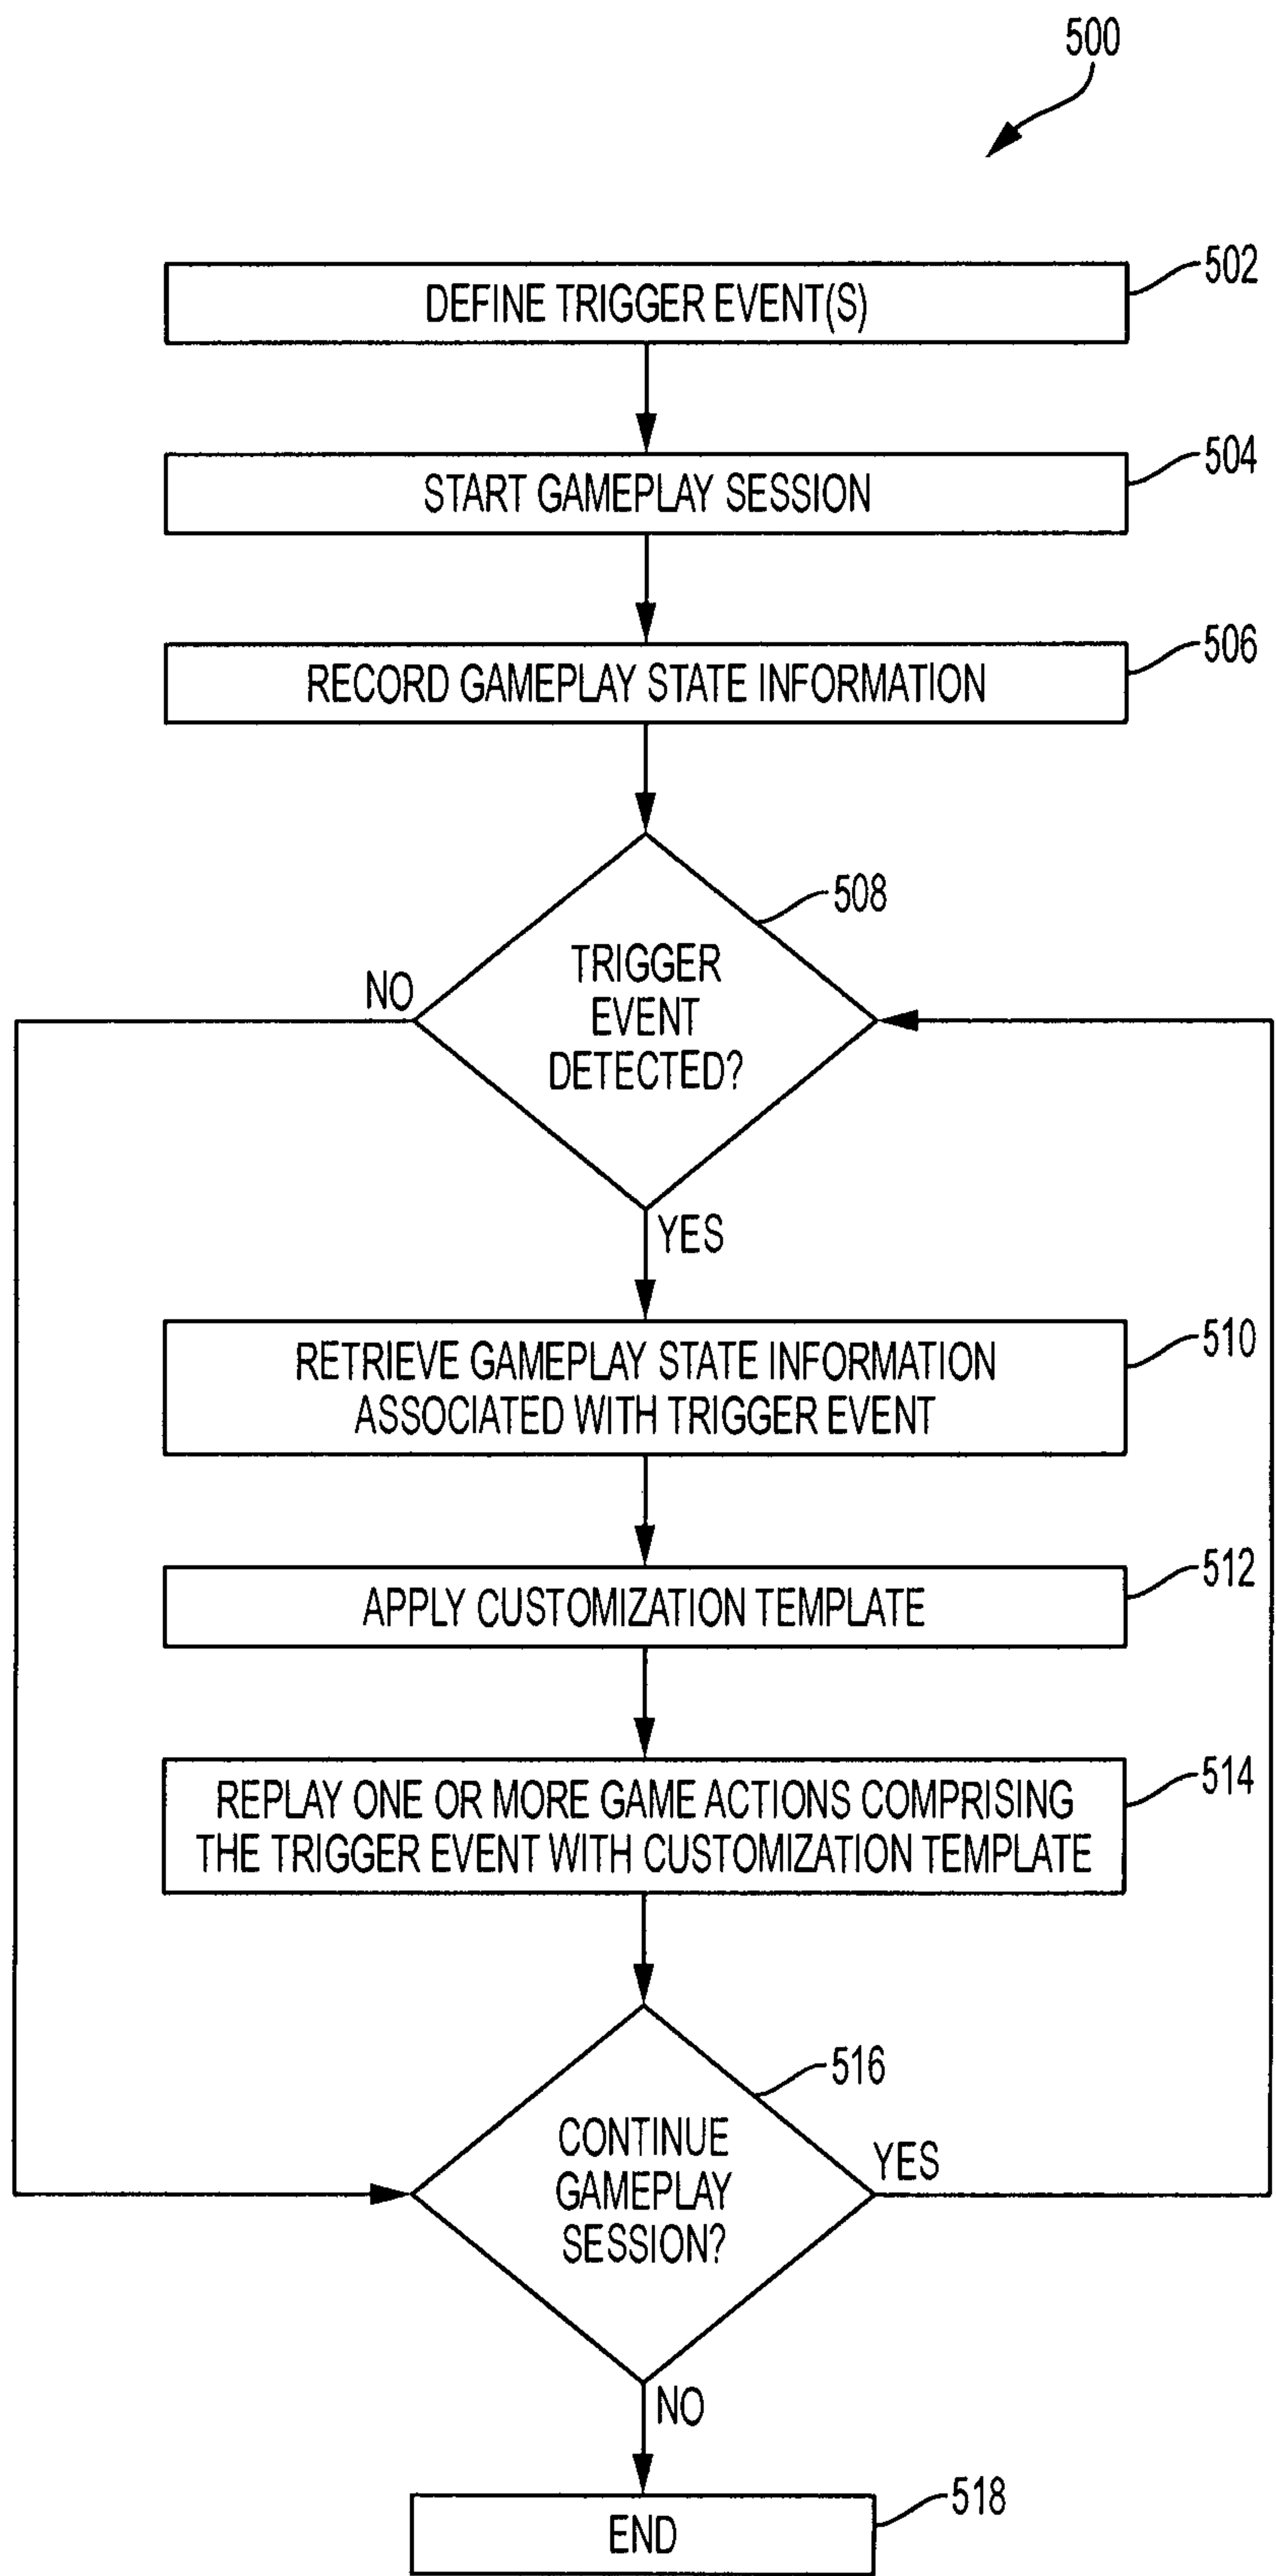 500
502
DEFINE TRIGGER EVENT(S)
504
START GAMEPLAY SESSION
506
RECORD GAMEPLAY STATE INFORMATION
508
TRIGGER
EVENT
DETECTED?
NO
YES
510
RETRIEVE GAMEPLAY STATE INFORMATION
ASSOCIATED WITH TRIGGER EVENT
512
APPLY CUSTOMIZATION TEMPLATE
514
REPLAY ONE OR MORE GAME ACTIONS COMPRISING
THE TRIGGER EVENT WITH CUSTOMIZATION TEMPLATE
516
CONTINUE
GAMEPLAY
SESSION?
YES
NO
518
END